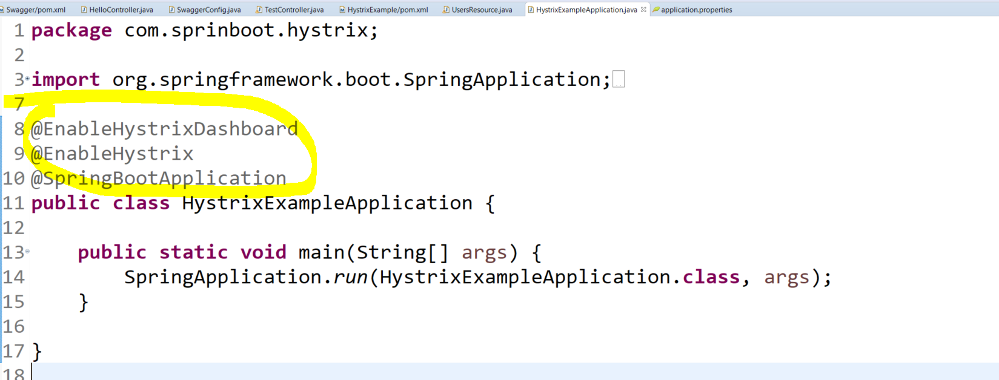 Swagger/pom.xml HelloController.java SwaggerConfig.java TestController.java HystrixExample/pom.xml UsersResource.java HystrixExampleApplication.java application.properties
1 package com.sprinboot.hystrix;
2
3 import org.springframework.boot.SpringApplication;
7
8 @EnableHystrixDashboard
9 @EnableHystrix
10 @SpringBootApplication
11 public class HystrixExampleApplication {
12
13 public static void main(String[] args) {
14 SpringApplication.run(HystrixExampleApplication.class, args);
15 }
16
17 }
18